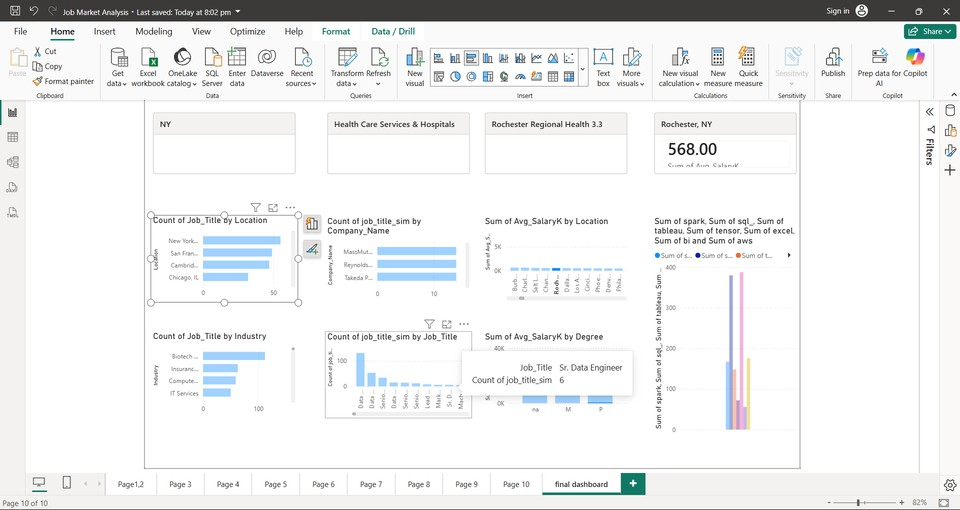 Job Market Analysis • Last saved: Today at 8:02 pm
Sign in
File Home Insert Modeling View Optimize Help Format Data / Drill
Share
Paste
Cut
Copy
Format painter
Get data
Excel workbook
OneLake catalog
SQL Server
Enter data
Dataverse
Recent sources
Transform data
Refresh
New visual
Text box
More visuals
New visual calculation
New measure
Quick measure
Sensitivity
Publish
Prep data for AI
Copilot
Clipboard Data Queries Insert Calculations Sensitivity Share Copilot
NY
Health Care Services & Hospitals
Rochester Regional Health 3.3
Rochester, NY
568.00
Sum of Avg_SalaryK
Filters
Count of Job_Title by Location
Location
New York...
San Fran...
Cambrid...
Chicago, IL
0 50
Count of job_title_sim by Company_Name
Company_Name
MassMut...
Reynolds...
Takeda P...
0 10
Sum of Avg_SalaryK by Location
Sum of Avg_S...
5K
0K
Burb...
Charl...
Salt L...
Chan...
Roch...
Dalla...
Los A...
Cinci...
Phoe...
Denv...
Phila...
Sum of spark, Sum of sql_, Sum of tableau, Sum of tensor, Sum of excel, Sum of bi and Sum of aws
Sum of s... Sum of s... Sum of t...
Sum of spark, Sum of sql_, Sum of tableau, Sum ...
400
300
200
100
0
Count of Job_Title by Industry
Industry
Biotech ...
Insuranc...
Compute...
IT Services
0 100
Count of job_title_sim by Job_Title
Count of job_ti...
100
0
Data ...
Data ...
Senio...
Data ...
Senio...
Senio...
Lead ...
Mark...
Sr. D...
Mach...
Sum of Avg_SalaryK by Degree
40K
0K
na M P
Job_Title Sr. Data Engineer
Count of job_title_sim 6
Page1,2 Page 3 Page 4 Page 5 Page 6 Page 7 Page 8 Page 9 Page 10 final dashboard
Page 10 of 10
82%